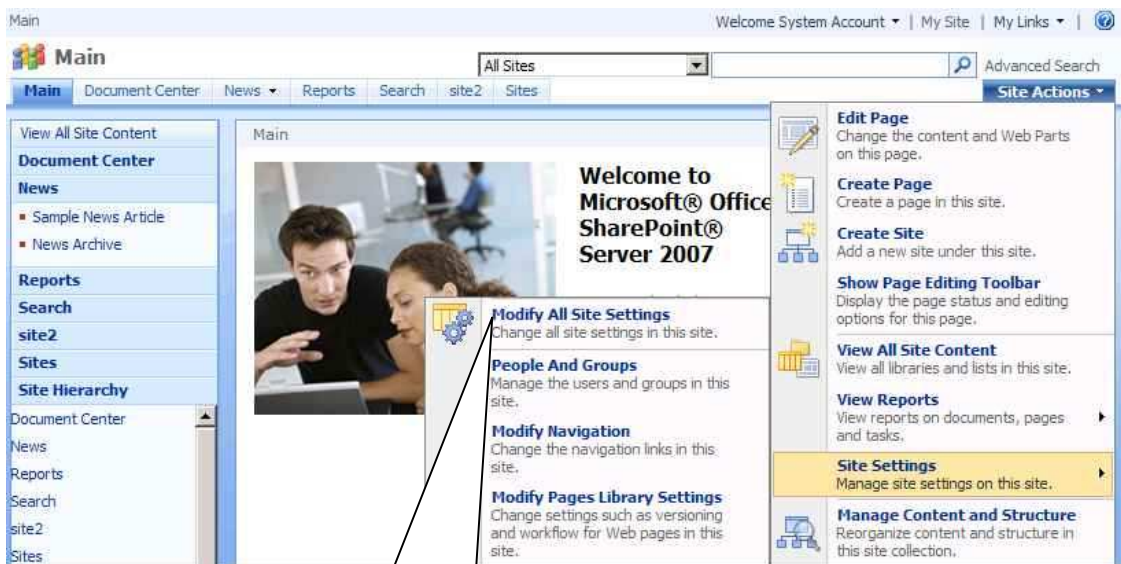 Main
Welcome System Account | My Site | My Links |
Main
All Sites
Advanced Search
Main Document Center News Reports Search site2 Sites
Site Actions
View All Site Content
Document Center
News
Sample News Article
News Archive
Reports
Search
site2
Sites
Site Hierarchy
Document Center
News
Reports
Search
site2
Sites
Main
Welcome to
Microsoft® Office
SharePoint®
Server 2007
Modify All Site Settings
Change all site settings in this site.
People And Groups
Manage the users and groups in this
site.
Modify Navigation
Change the navigation links in this
site.
Modify Pages Library Settings
Change settings such as versioning
and workflow for Web pages in this
site.
Edit Page
Change the content and Web Parts
on this page.
Create Page
Create a page in this site.
Create Site
Add a new site under this site.
Show Page Editing Toolbar
Display the page status and editing
options for this page.
View All Site Content
View all libraries and lists in this site.
View Reports
View reports on documents, pages
and tasks.
Site Settings
Manage site settings on this site.
Manage Content and Structure
Reorganize content and structure in
this site collection.